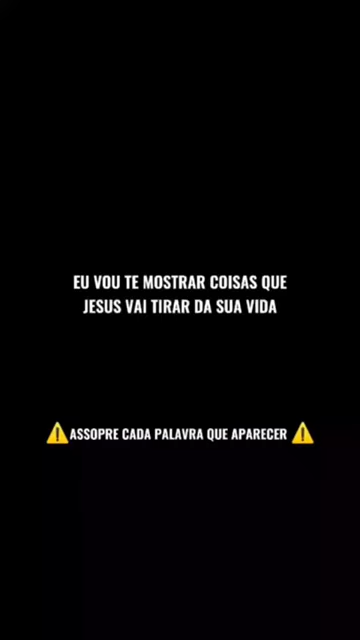 EU VOU TE MOSTRAR COISAS QUE
JESUS VAI TIRAR DA SUA VIDA
⚠️ASSOPRE CADA PALAVRA QUE APARECER ⚠️